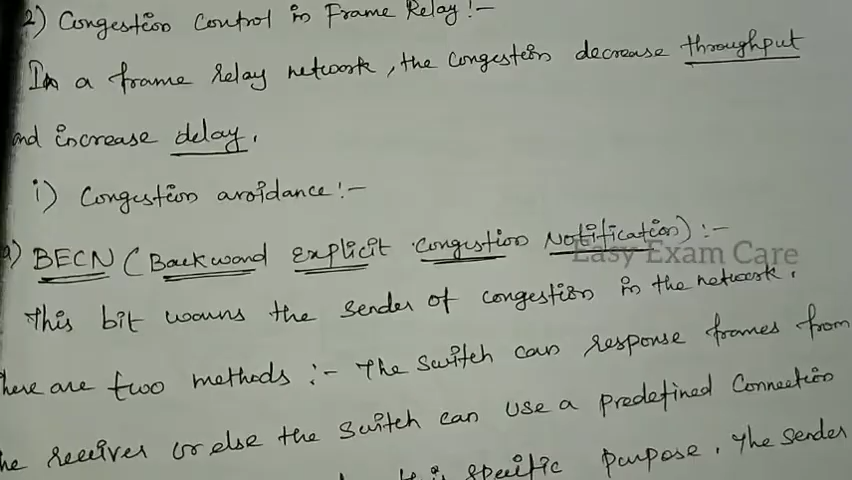 2) Congestion Control in Frame Relay:-
In a frame relay network, the congestion decrease throughput
and increase delay.
i) Congestion avoidance:-
a) BECN (Backward Explicit Congestion Notification):-
Easy Exam Care
This bit warns the sender of congestion in the network.
There are two methods:- The switch can response frames from
the receiver or else the switch can use a predefined Connection
specific purpose. The sender